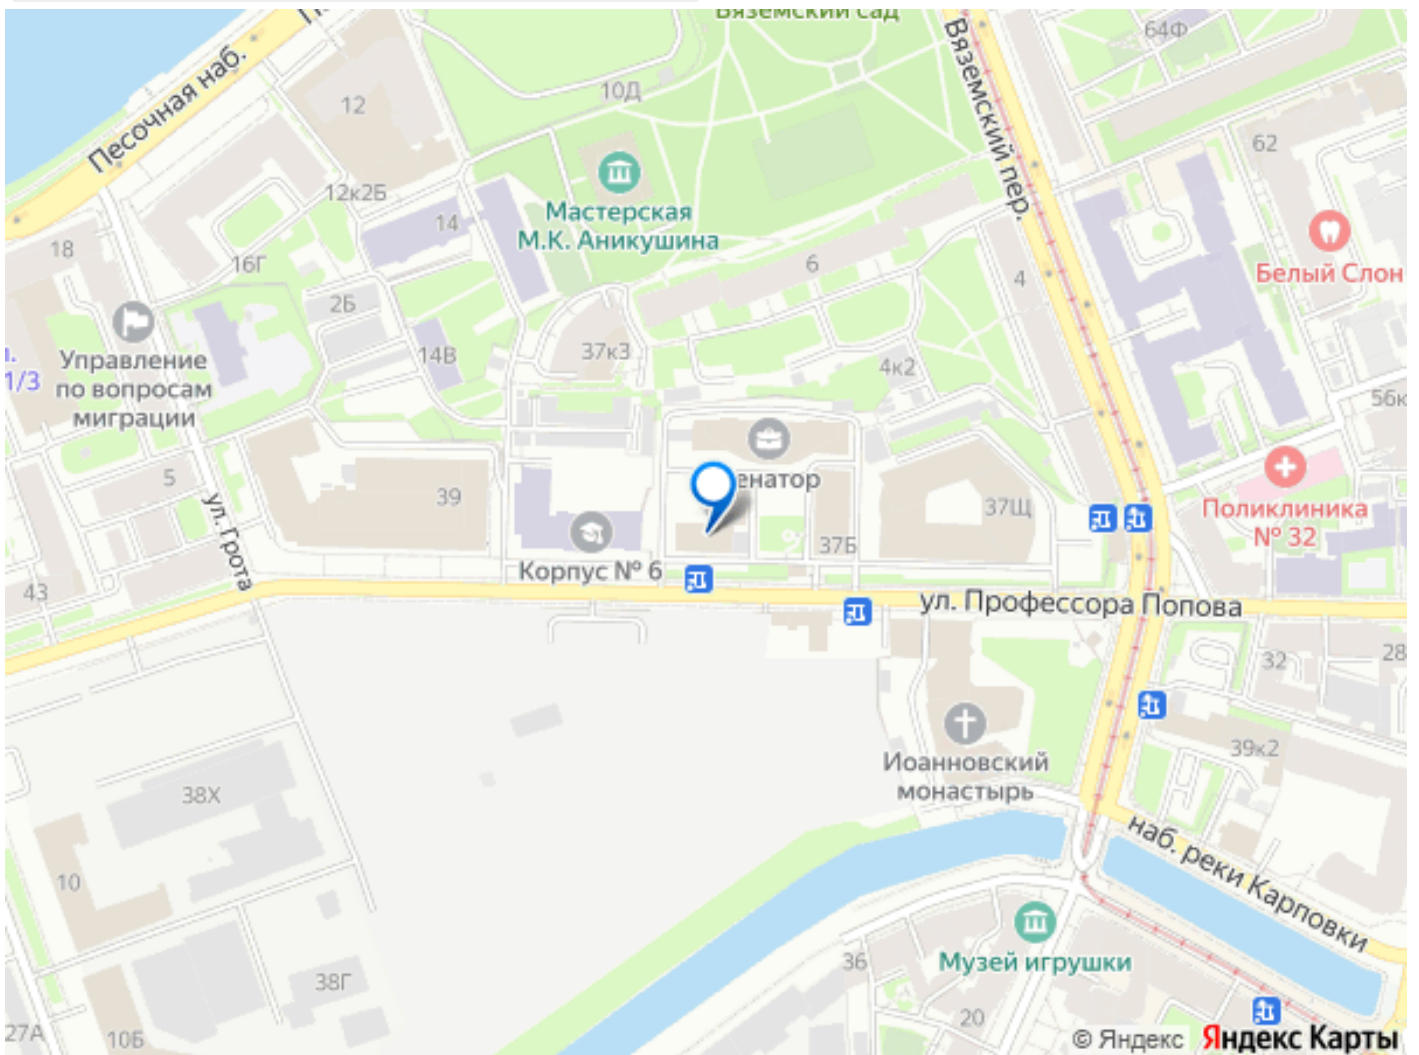 Вяземский сад
64Ф
Песочная наб.
12
10Д
Вяземский пер.
62
12к2Б
Мастерская
М.К. Аникушина
14
18
16Г
6
4
Белый Слон
2Б
Управление
по вопросам
миграции
1/3
14В
37к3
4к2
56к
5
39
енатор
37Щ
Поликлиника
№ 32
ул. Грота
43
Корпус № 6
37Б
ул. Профессора Попова
32
28
39к2
Иоанновский
монастырь
38Х
наб. реки Карповки
10
Музей игрушки
36
38Г
20
27А
10Б
© Яндекс Яндекс Карты